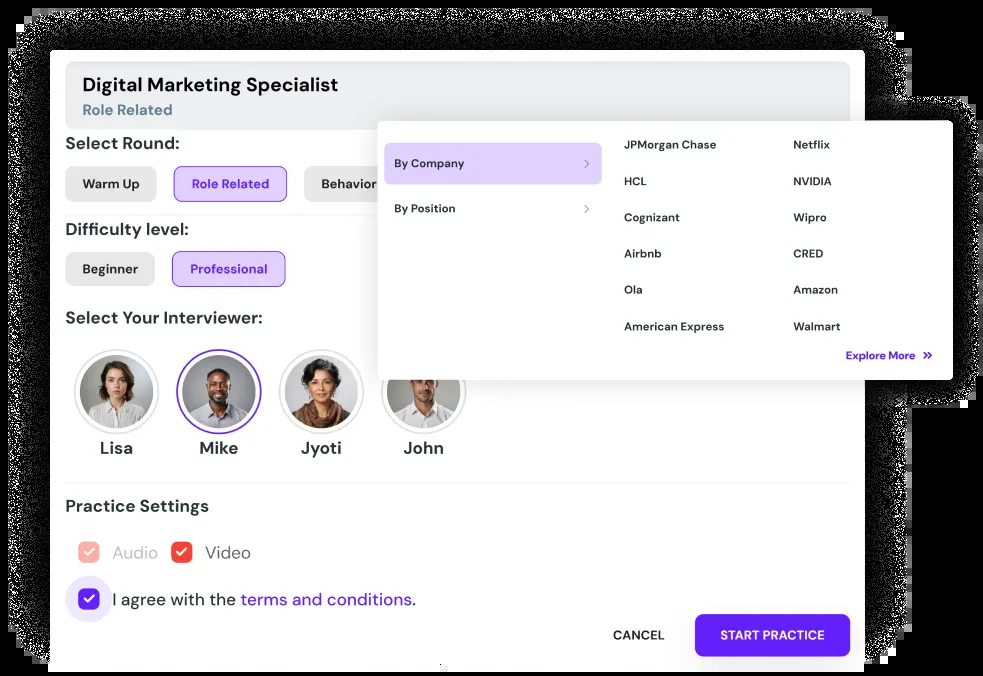 Digital Marketing Specialist
Role Related
Select Round:
Warm Up Role Related Behavior
Difficulty level:
Beginner Professional
Select Your Interviewer:
Lisa Mike Jyoti John
Practice Settings
Audio Video
I agree with the terms and conditions.
CANCEL START PRACTICE
By Company
By Position
JPMorgan Chase Netflix
HCL NVIDIA
Cognizant Wipro
Airbnb CRED
Ola Amazon
American Express Walmart
Explore More